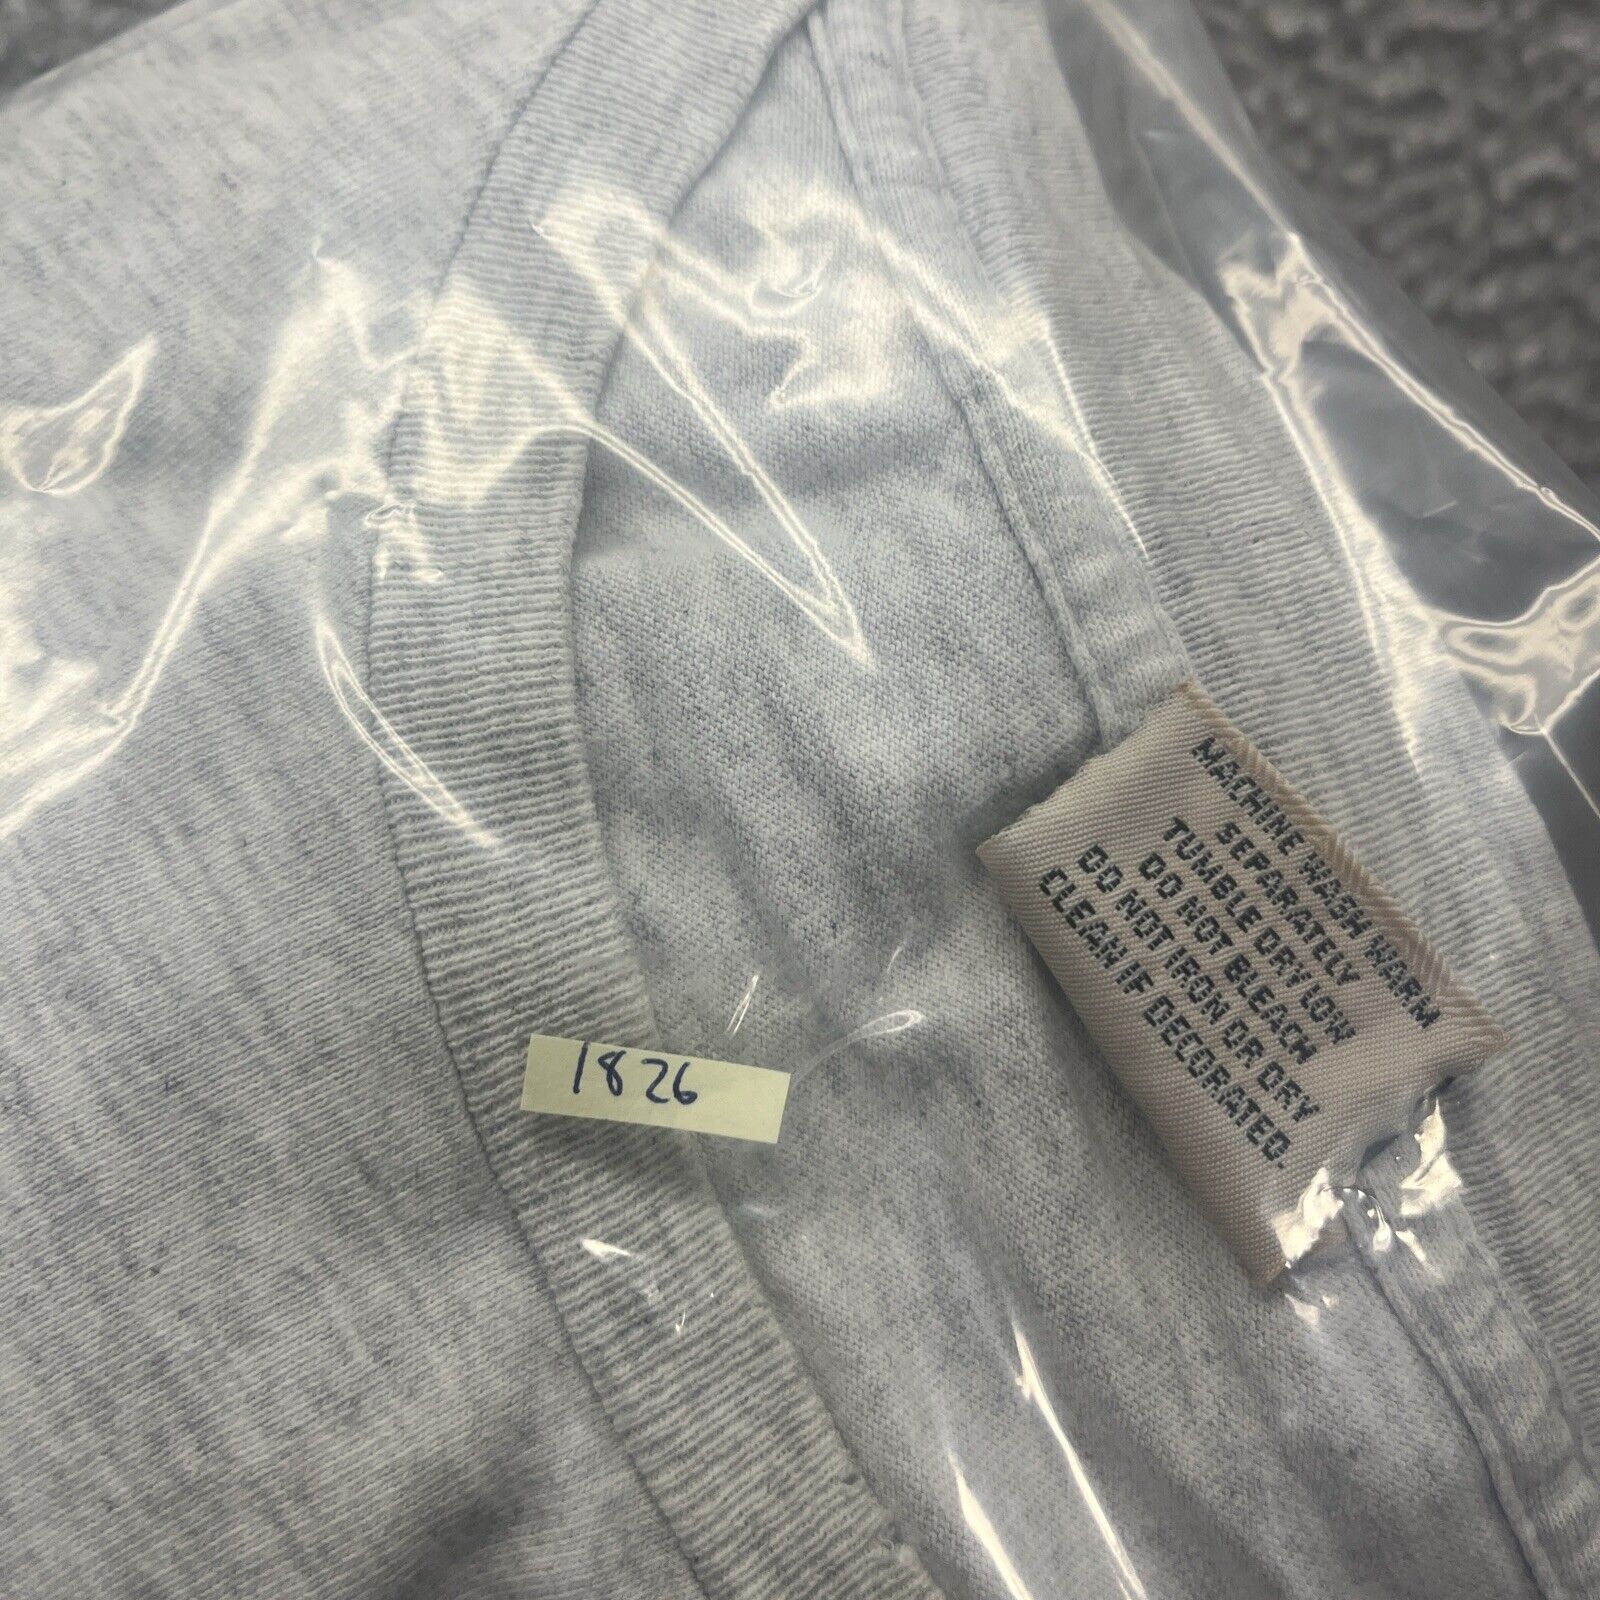 MACHINE WASH WARM
SEPARATELY
TUMBLE DRY LOW
DO NOT BLEACH
DO NOT IRON OR DRY
CLEAN IF DECORATED.
1826